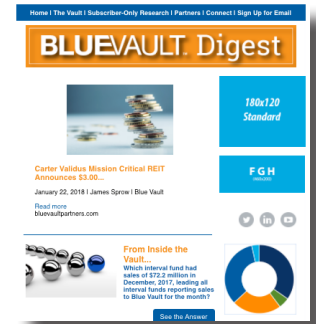 Home I The Vault I Subscriber-Only Research I Partners I Connect I Sign Up for Email
BLUEVAULT Digest
180x120
Standard
Carter Validus Mission Critical REIT
Announces $3.00...
January 22, 2018 I James Sprow I Blue Vault
Read more
bluevaultpartners.com
F G H
From Inside the
Vault...
Which interval fund had
sales of $72.2 million in
December, 2017, leading all
interval funds reporting sales
to Blue Vault for the month?
See the Answer